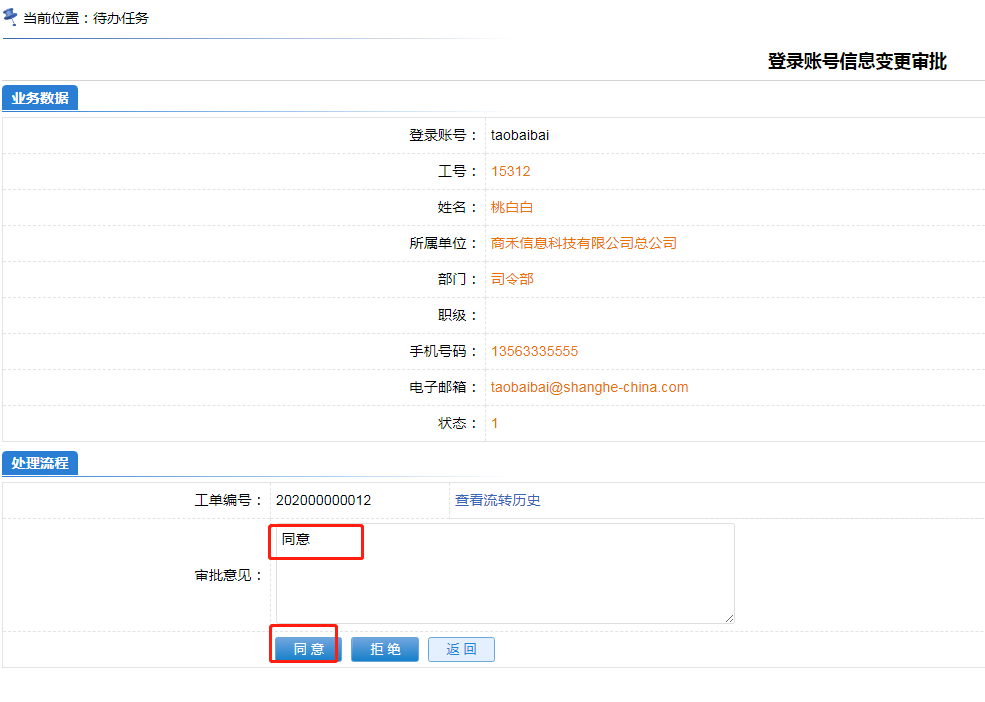 当前位置：待办任务
登录账号信息变更审批
业务数据
登录账号： taobaibai
工号： 15312
姓名： 桃白白
所属单位： 商禾信息科技有限公司总公司
部门： 司令部
职级：
手机号码： 13563335555
电子邮箱： taobaibai@shanghe-china.com
状态： 1
处理流程
工单编号： 202000000012 查看流转历史
同意
审批意见：
同 意 拒 绝 返 回